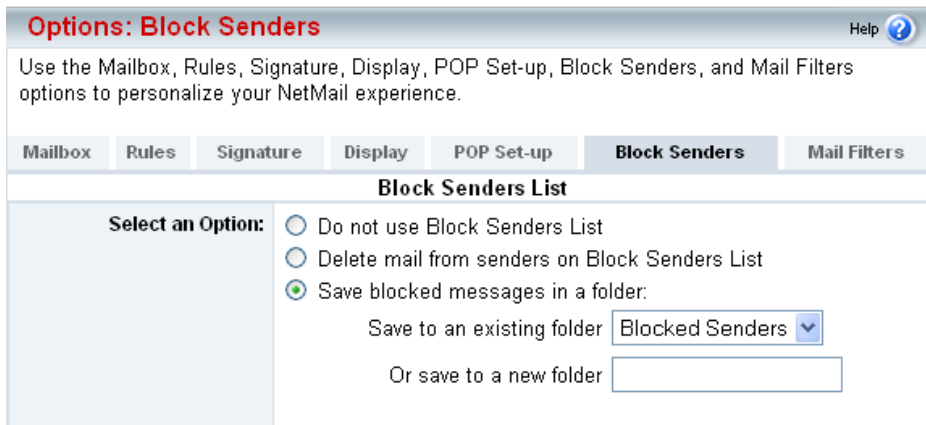 Options: Block Senders
Help ?
Use the Mailbox, Rules, Signature, Display, POP Set-up, Block Senders, and Mail Filters
options to personalize your NetMail experience.
Mailbox Rules Signature Display POP Set-up Block Senders Mail Filters
Block Senders List
Select an Option: Do not use Block Senders List
Delete mail from senders on Block Senders List
Save blocked messages in a folder:
Save to an existing folder Blocked Senders
Or save to a new folder